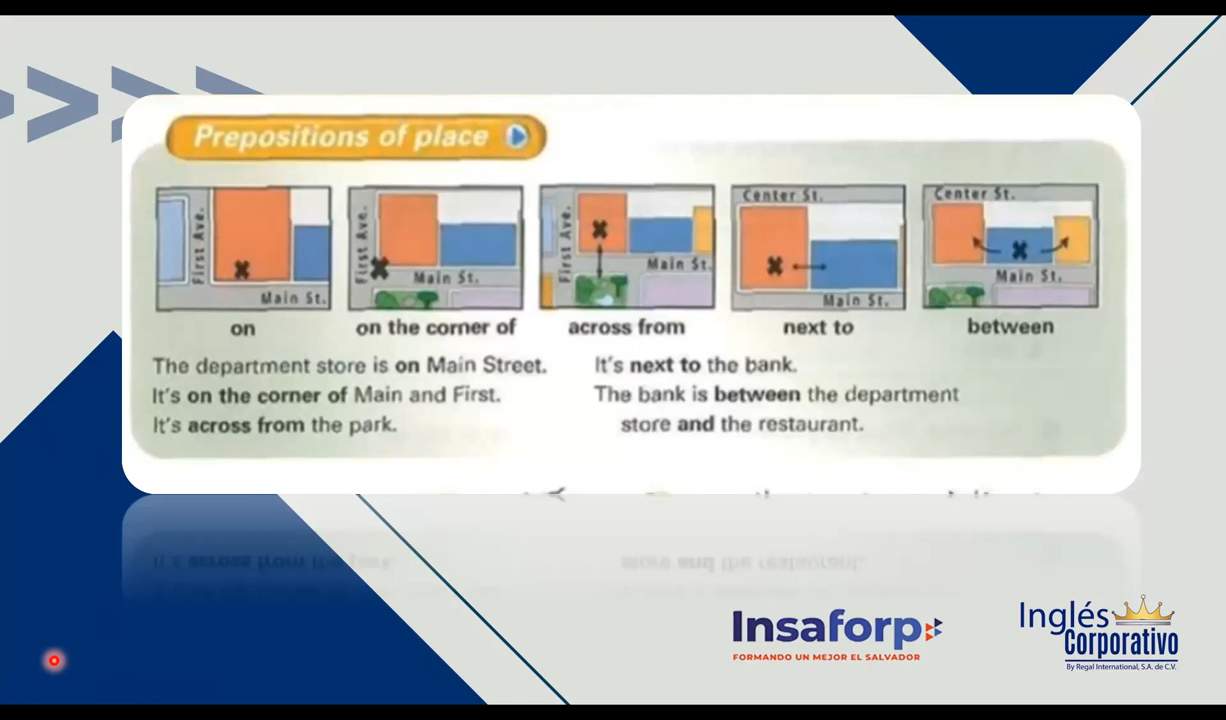 Prepositions of place
First Ave.
Main St.
First Ave.
Main St.
First Ave.
Main St.
Center St.
Main St.
Center St.
Main St.
on
on the corner of
across from
next to
between
The department store is on Main Street.
It's on the corner of Main and First.
It's across from the park.
It's next to the bank.
The bank is between the department
store and the restaurant.
Insaforp
FORMANDO UN MEJOR EL SALVADOR
Inglés
Corporativo
By Regal International, S.A. de C.V.